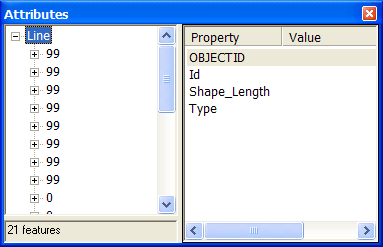 Attributes
Line
99
99
99
99
99
99
99
99
0
Property Value
OBJECTID
Id
Shape_Length
Type
21 features